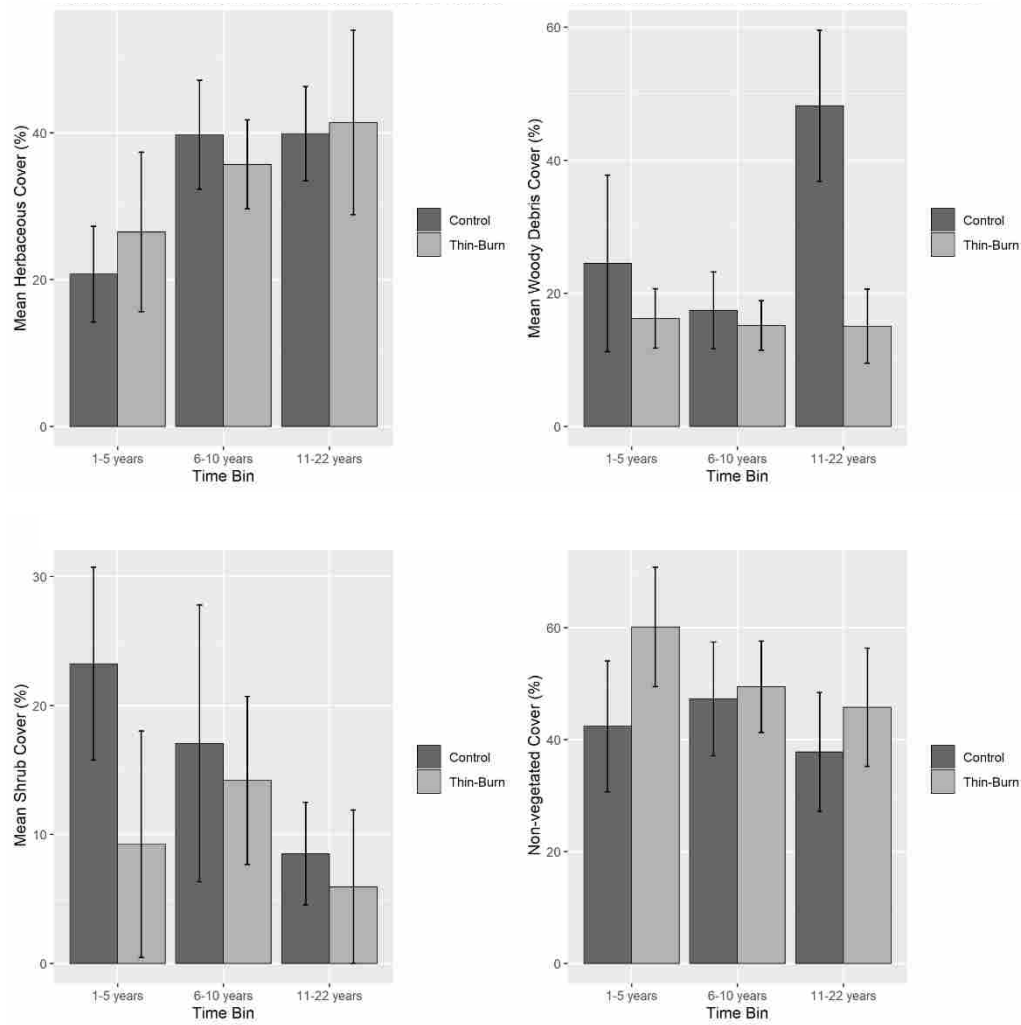 Mean Herbaceous Cover (%)
40
20
0
1-5 years 6-10 years 11-22 years
Time Bin
Control
Thin-Burn
Mean Woody Debris Cover (%)
60
40
20
0
1-5 years 6-10 years 11-22 years
Time Bin
Control
Thin-Burn
Mean Shrub Cover (%)
30
20
10
0
1-5 years 6-10 years 11-22 years
Time Bin
Control
Thin-Burn
Non-vegetated Cover (%)
60
40
20
0
1-5 years 6-10 years 11-22 years
Time Bin
Control
Thin-Burn